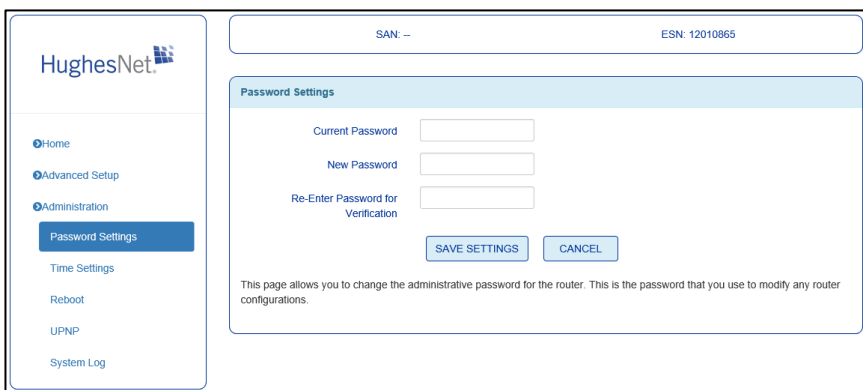 HughesNet.
Home
Advanced Setup
Administration
Password Settings
Time Settings
Reboot
UPNP
System Log
SAN: --
ESN: 12010865
Password Settings
Current Password
New Password
Re-Enter Password for
Verification
SAVE SETTINGS
CANCEL
This page allows you to change the administrative password for the router. This is the password that you use to modify any router
configurations.